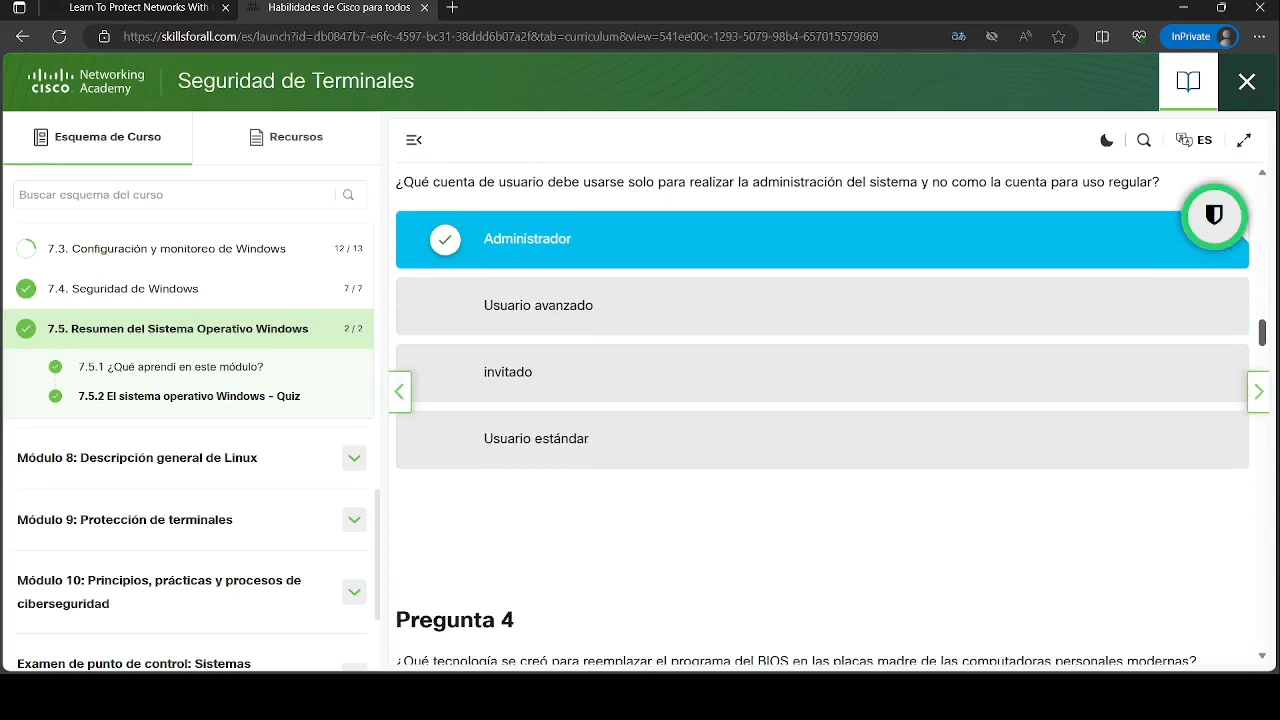 Learn To Protect Networks With
Habilidades de Cisco para todos
https://skillsforall.com/es/launch?id=db0847b7-e6fc-4597-bc31-38ddd6b07a2f&tab=curriculum&view=541ee00c-1293-5079-98b4-657015579869
InPrivate
cisco
Networking
Academy
Seguridad de Terminales
Esquema de Curso
Recursos
ES
Buscar esquema del curso
7.3. Configuración y monitoreo de Windows 12 / 13
7.4. Seguridad de Windows 7 / 7
7.5. Resumen del Sistema Operativo Windows 2 / 2
7.5.1 ¿Qué aprendí en este módulo?
7.5.2 El sistema operativo Windows - Quiz
Módulo 8: Descripción general de Linux
Módulo 9: Protección de terminales
Módulo 10: Principios, prácticas y procesos de
ciberseguridad
Examen de punto de control: Sistemas
¿Qué cuenta de usuario debe usarse solo para realizar la administración del sistema y no como la cuenta para uso regular?
Administrador
Usuario avanzado
invitado
Usuario estándar
Pregunta 4
¿Qué tecnología se creó para reemplazar el programa del BIOS en las placas madre de las computadoras personales modernas?